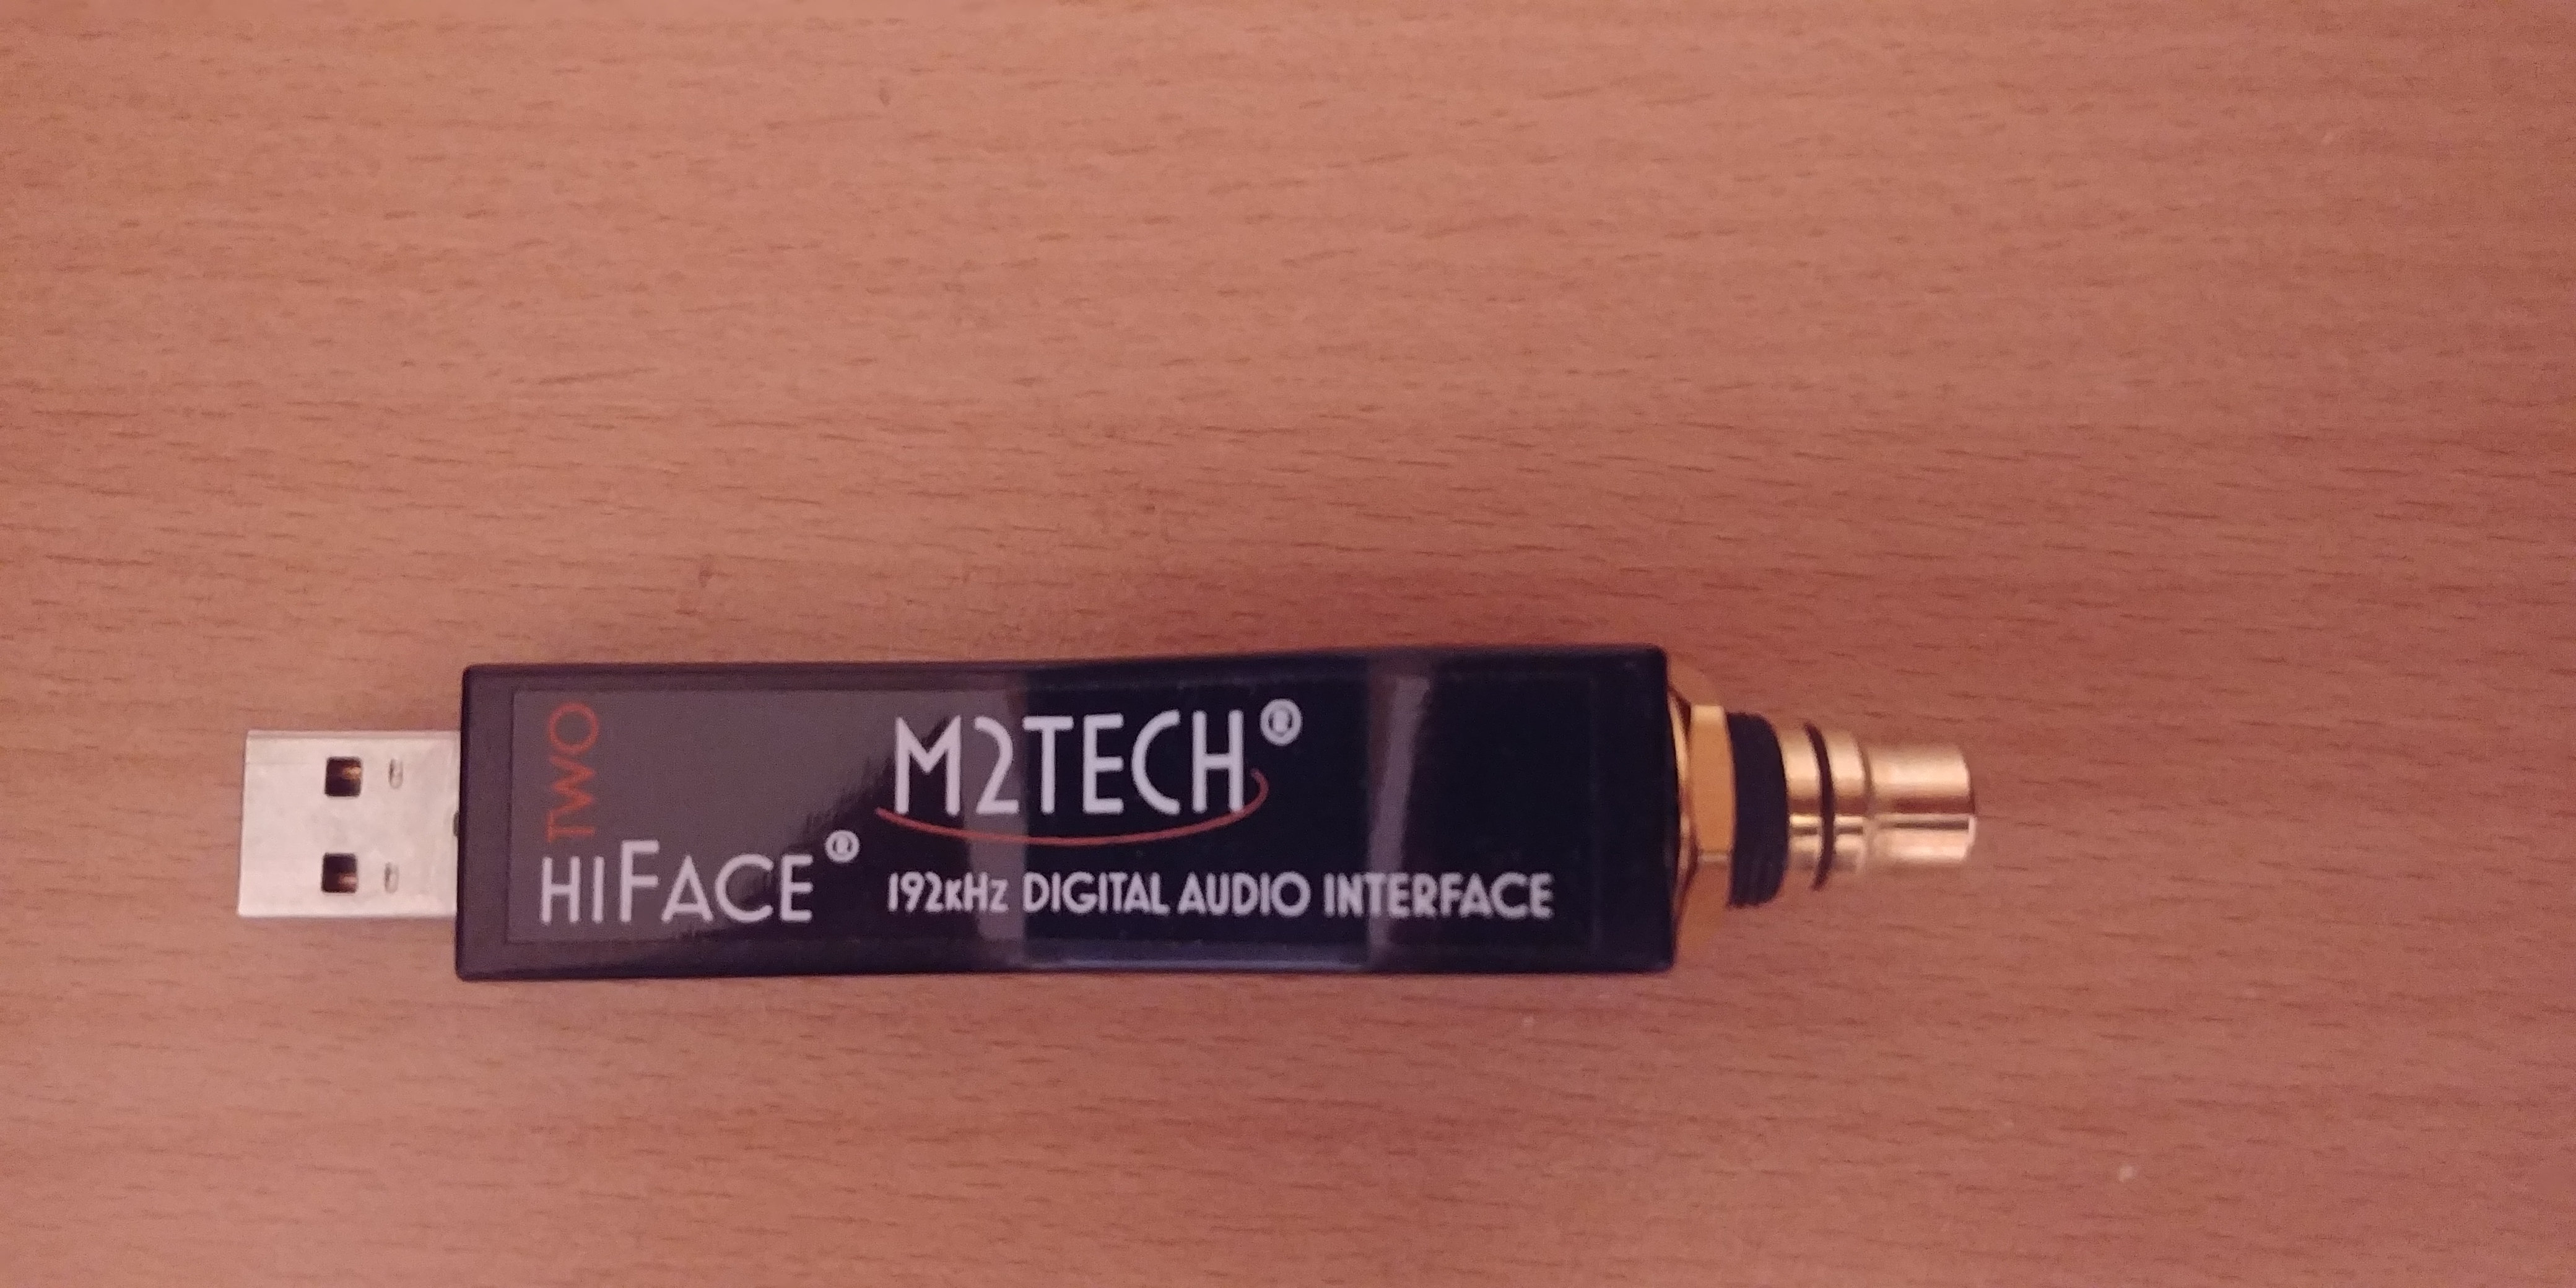 TWO
HIFACE®
M2TECH®
192KHZ DIGITAL AUDIO INTERFACE